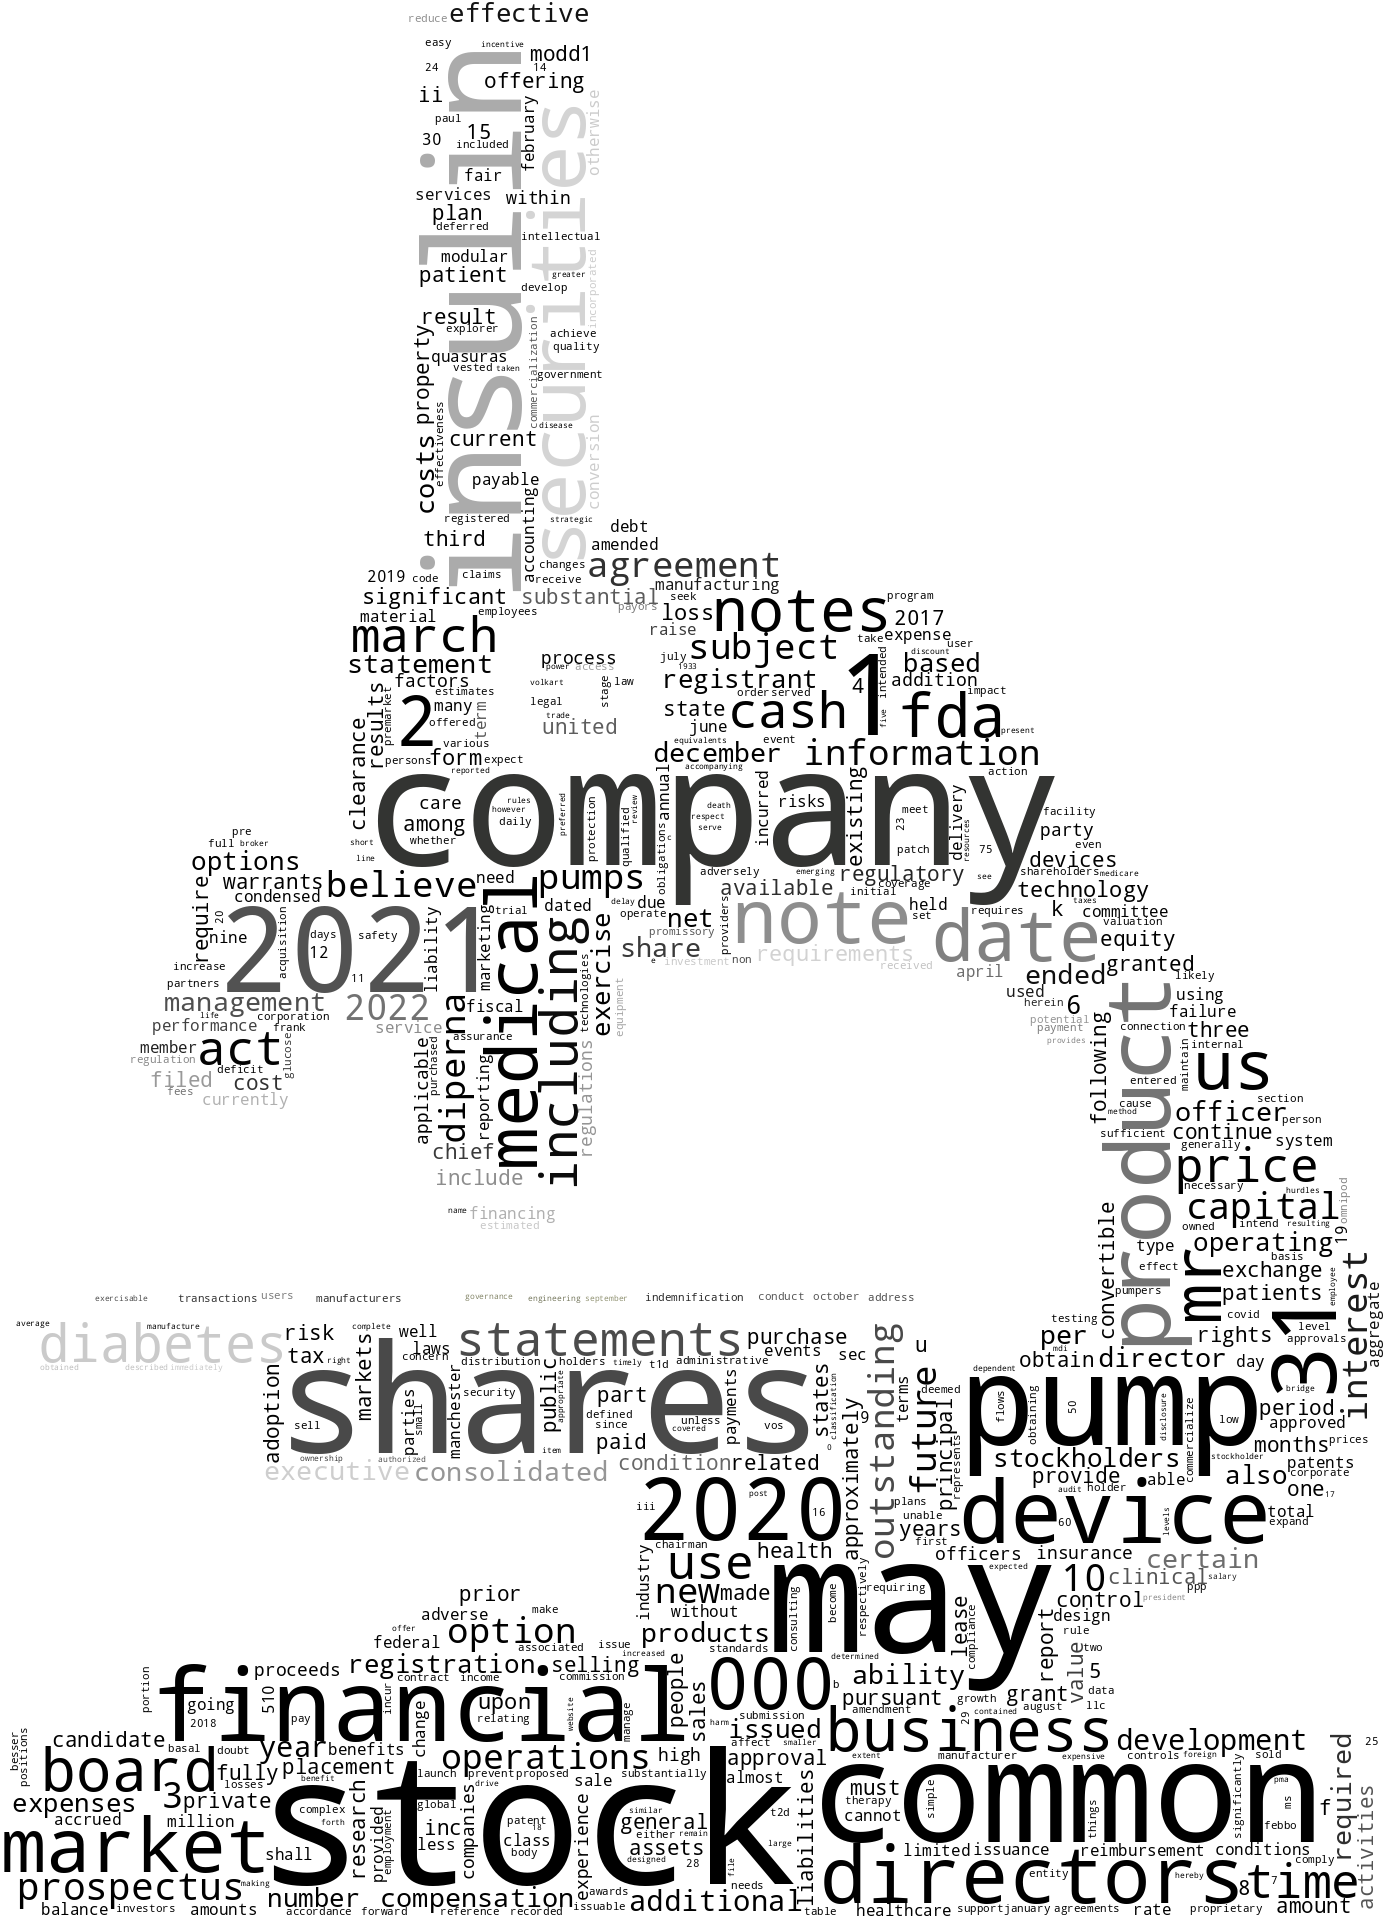 reduce effective
easy incentive modd1
24 14 offering
ii
insulin
securities
otherwise
paul
30 15 february
included
fair
services within
plan
deferred
intellectual
modular
patient greater
develop
incorporated
result
explorer achieve
commercialization
quasuras quality
vested taken government
costs property
effectiveness
disease
current
conversion
payable
accounting
registered strategic
third debt
amended
changes agreement
2019 code claims receive manufacturing
significant substantial seek notes program
material employees payors loss 2017
march raise take expense
subject user
statement process july 1933 based discount
power access
factors volkart stage law registrant 4 1 intended addition
results premarket estimates order served impact
2 many legal state cash fda
offered term trade june five present
various united equivalents event
clearance persons form expect december information
reported accompanying action
company
care rules however daily among whether
preferred protection qualified review annual obligations
death respect serve incurred risks existing meet 23 patch delivery resources 75
facility
party even
pre
full broker short line
options devices
adversely emerging regulatory see shareholders medicare
warrants believe need pumps available coverage initial technology
condensed trial delay due held requires taxes
require 20 dated operate net set k committee
nine 2021 days 12 safety 11 acquisition liability marketing medical including exercise share promissory providers note date valuation equity
increase e investment non requirements received april ended granted
partners technologies likely
management 2022 fiscal equipment used herein 6 using
life corporation service potential failure
performance frank assurance payment connection three
member act provides internal
regulation deficit glucose applicable purchased diperna reporting regulations following product maintain us
filed cost entered
fees currently cause section
method officer person
sufficient continue system
chief generally
include price
necessary hurdles
name financing capital omnipod
estimated owned intend resulting 19
convertible type operating
basis
effect exchange interest
pumpers patients employee aggregate
exercisable transactions users manufacturers governance engineering september indemnification conduct october address mr 31
average manufacture complete covid level
diabetes risk markets well statements purchase testing per rights approvals
laws events sec u mdi
obtained described immediately tax right concern distribution holders timely t1d administrative obtain director day
adoption shares security public appropriate part states outstanding future deemed dependent pump bridge
sell parties small manchester defined since unless covered payments vos classification 9 terms flows obtaining 50 disclosure low period
paid 0 principal approved
ownership authorized item approximately months prices
executive consolidated condition related represents stockholders commercialize stockholder patents
provide able also corporate
iii 2020 post 16 plans audit holder one 17
unable device 60 levels total
years expand
chairman first
industry use health officers insurance certain
expected
new made requiring 10 clinical salary
prior consulting become respectively may ppp
without control president
adverse make design
offer option products lease compliance report rule
federal associated issue standards value two
increased determined
portion proceeds registration selling people ability 5
contract income commission 000 b data
financial incur sales pursuant growth grant
going 510 upon website manage amendment 29 contained august llc
2018 pay change relating submission
besser positions candidate harm issued business development
basal doubt year benefits operations affect smaller 25
board fully placement high approval extent manufacturer expensive controls foreign sold required
losses benefit launch prevent proposed substantially almost
3 private drive sale must significantly pma
expenses complex research global similar liabilities therapy simple common things ms
accrued million forth provided employment inc companies patent 18 stock experience general t2d cannot f
market less class either remain large febbo
shall body assets limited issuance reimbursement conditions activities
designed 28 file directors comply
prospectus making needs entity hereby 8 7 time
number compensation awards additional
balance investors amounts accordance forward reference recorded issuable table healthcare support january agreements rate proprietary amount